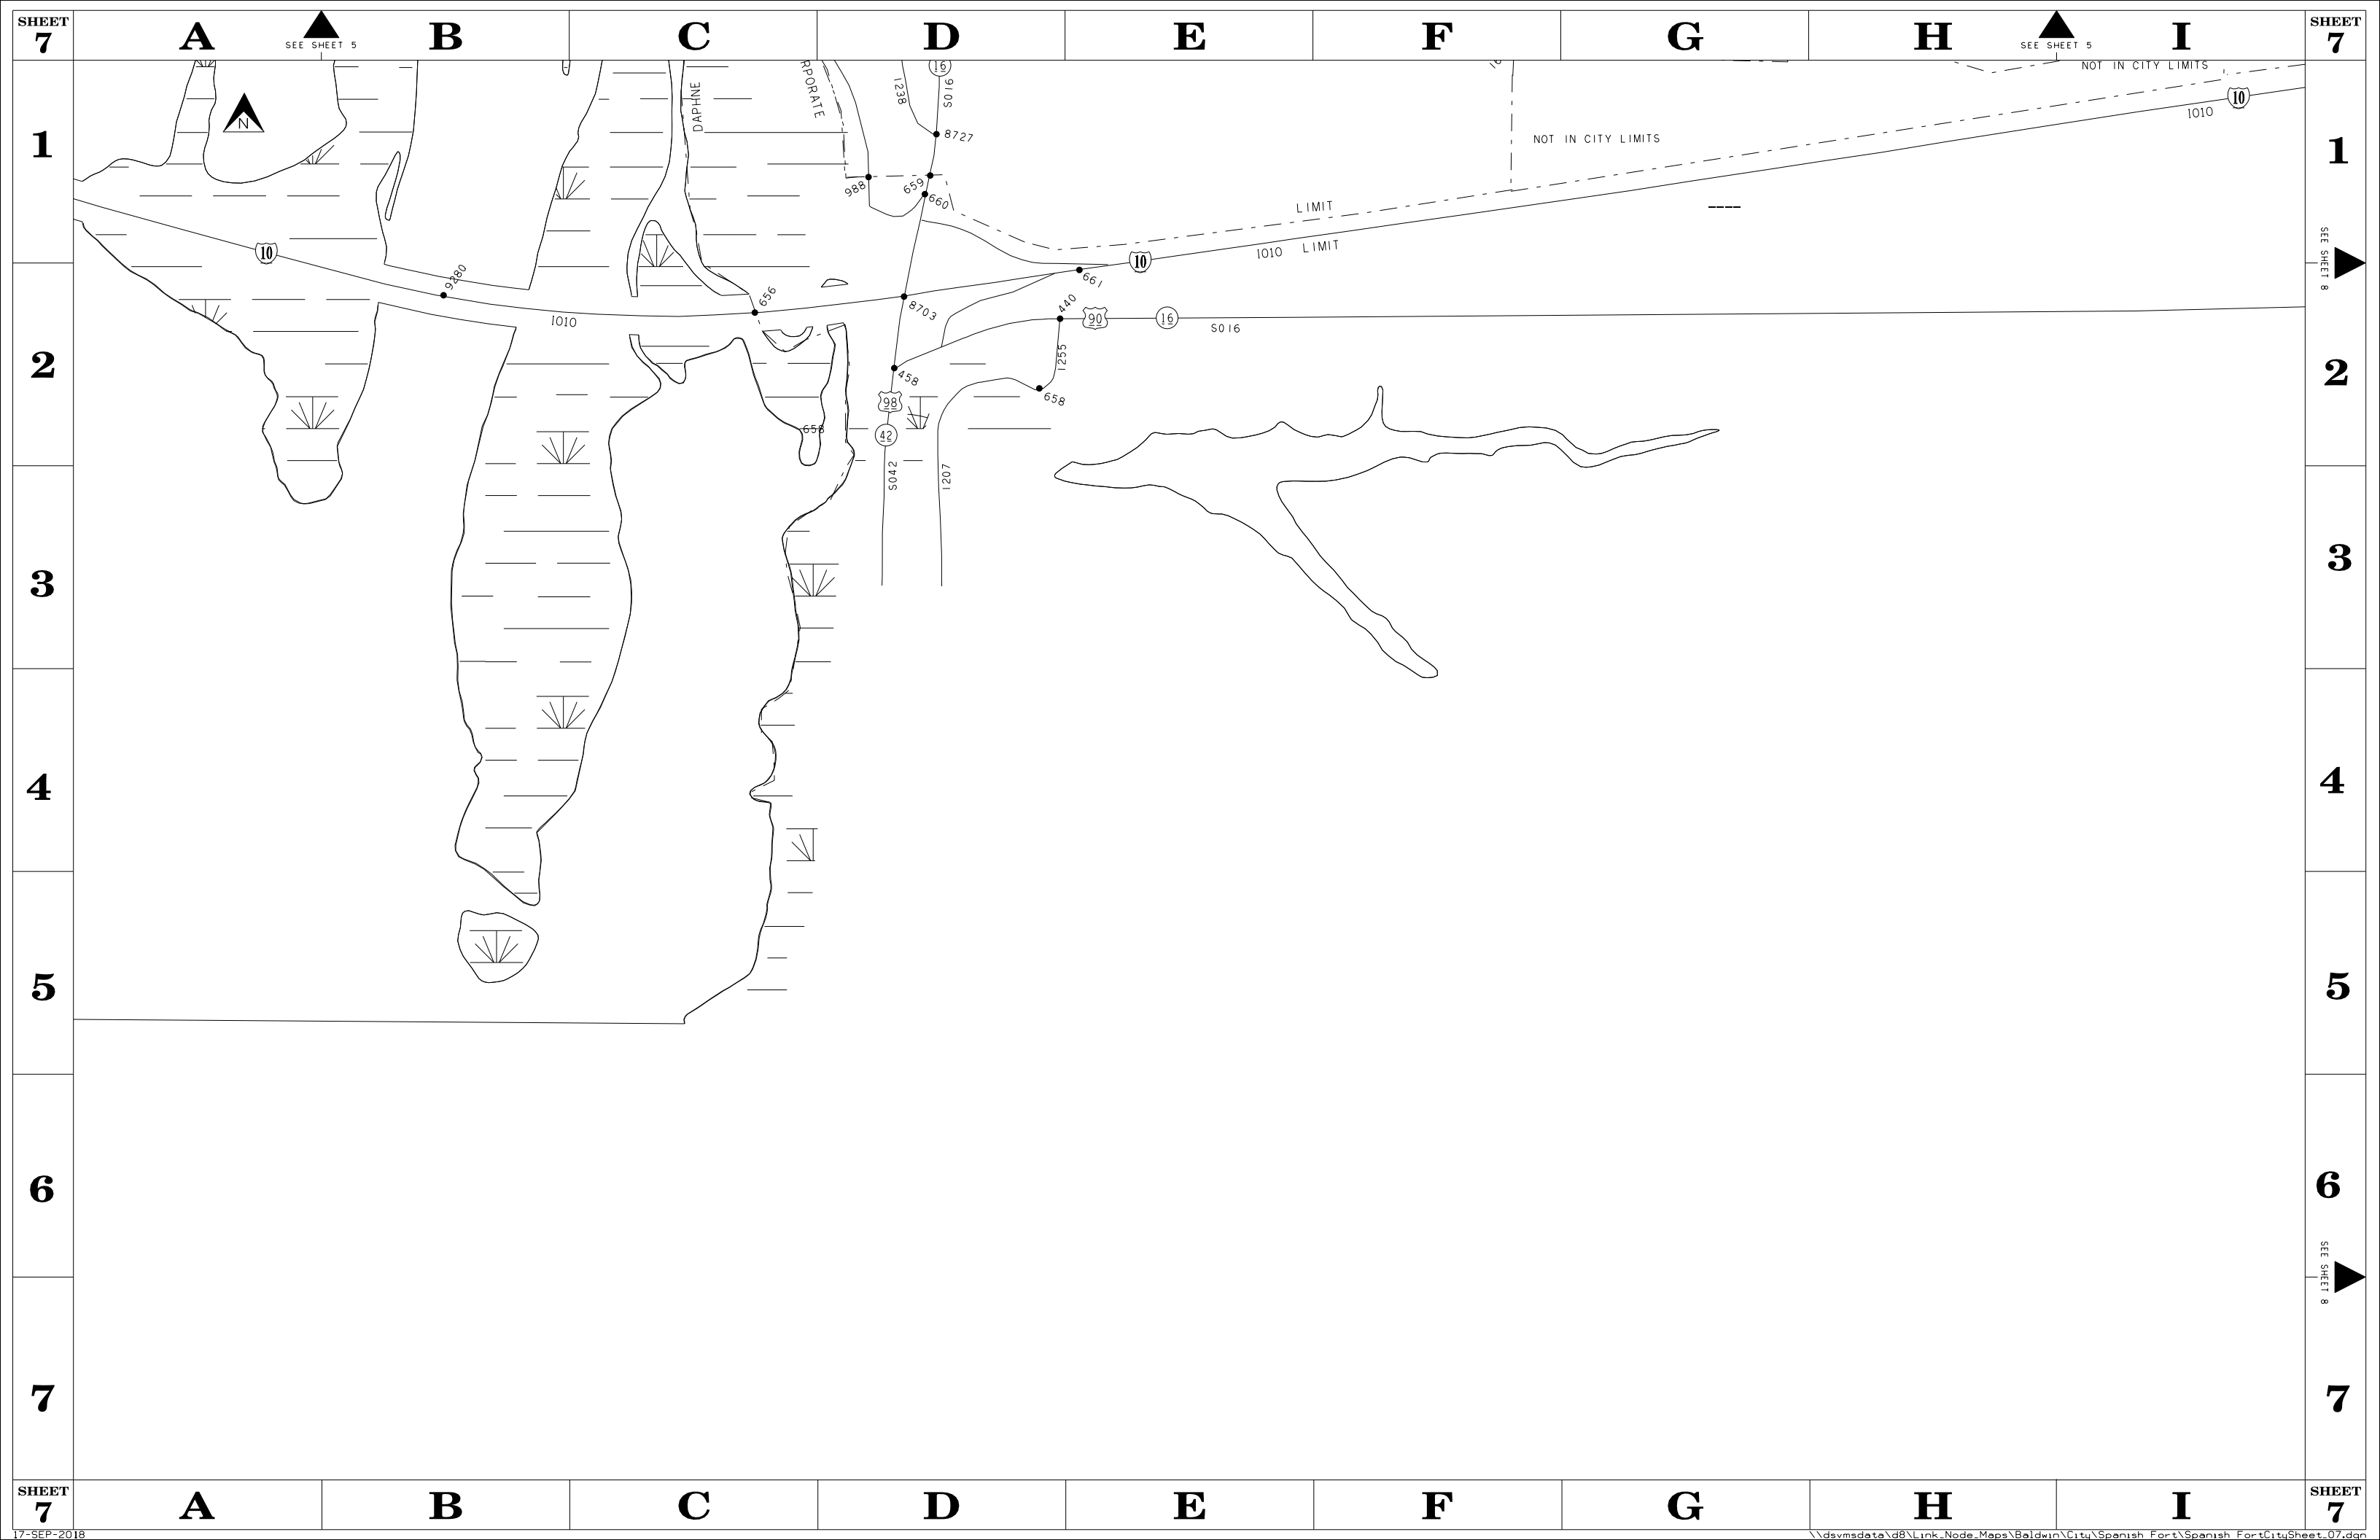 SHEET
7
A
SEE SHEET 5
B
C
D
E
F
G
H
SEE SHEET 5
I
SHEET
7
16
NOT IN CITY LIMITS
1238
S016
DAPHNE
RPORATE
10
1010
N
8727
1
NOT IN CITY LIMITS
1
988
659
660
LIMIT
1010
LIMIT
10
10
SEE SHEET 8
9280
661
656
440
8703
1010
90
16
S016
1255
2
2
458
658
98
658
42
S042
1207
3
3
4
4
5
5
6
6
SEE SHEET 8
7
7
SHEET
7
A
B
C
D
E
F
G
H
I
SHEET
7
17-SEP-2018
\\dsvmsdata\d8\Link_Node_Maps\Baldwin\City\Spanish Fort\Spanish FortCitySheet_07.dgn